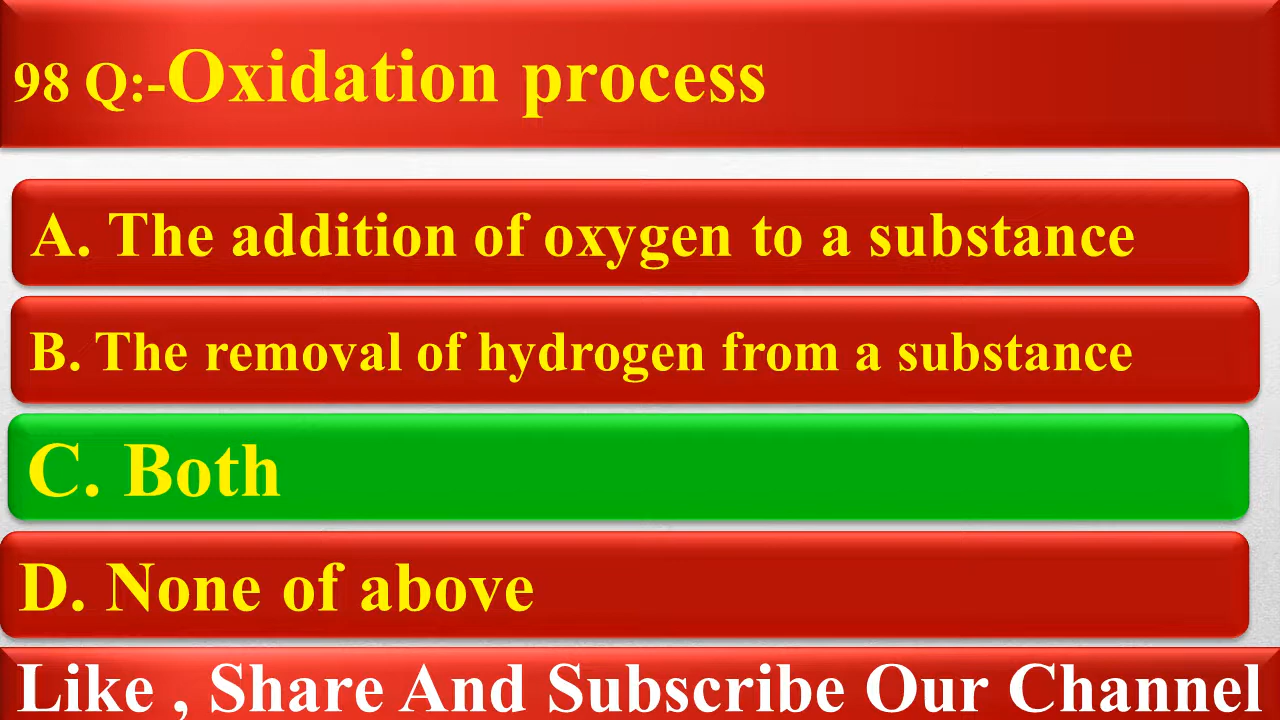 98 Q:-Oxidation process
A. The addition of oxygen to a substance
B. The removal of hydrogen from a substance
C. Both
D. None of above
Like , Share And Subscribe Our Channel